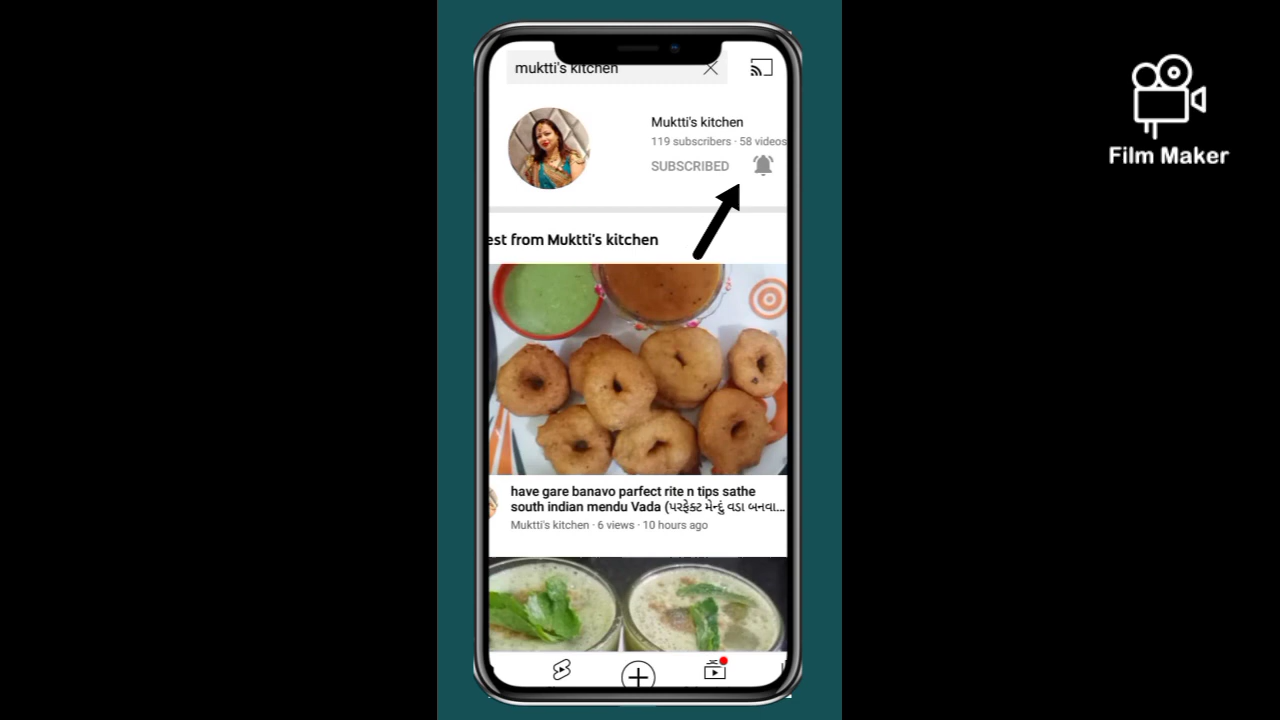 muktti's kitchen
Film Maker
Muktti's kitchen
119 subscribers · 58 videos
SUBSCRIBED
est from Muktti's kitchen
have gare banavo parfect rite n tips sathe
south indian mendu Vada (પરફેક્ટ મેન્દું વડા બનવા...
Muktti's kitchen · 6 views · 10 hours ago